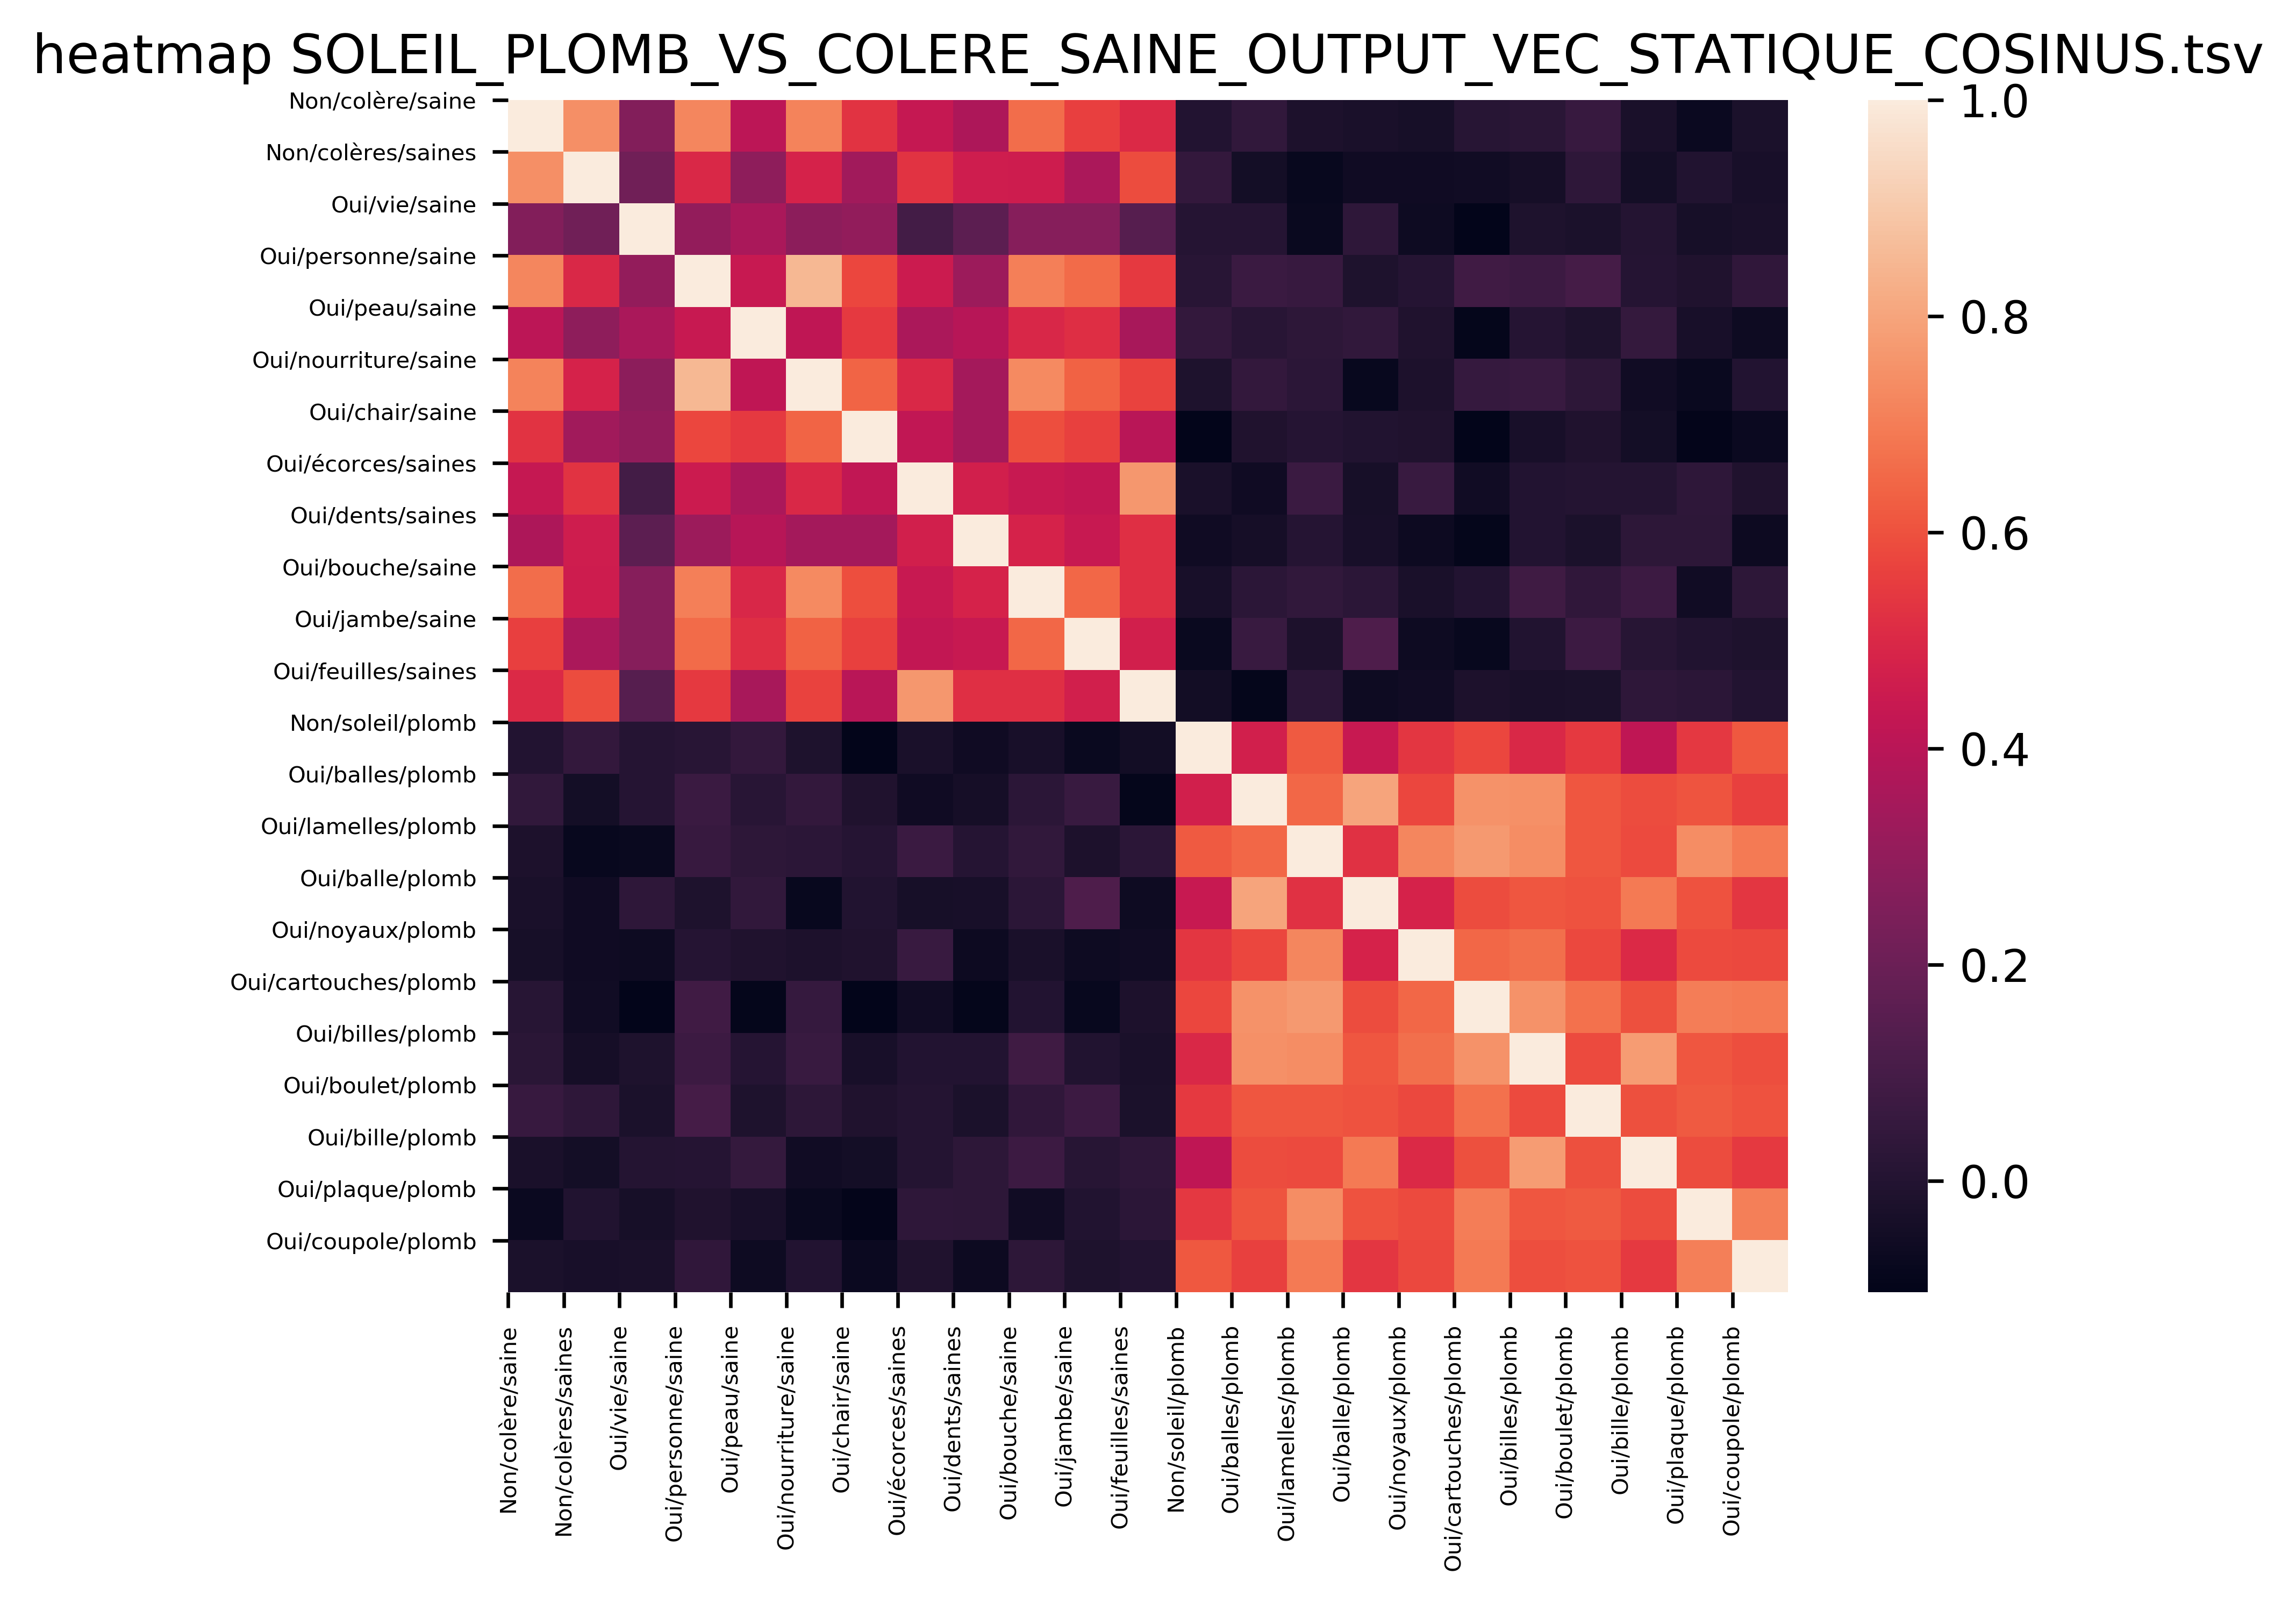 heatmap SOLEIL_PLOMB_VS_COLERE_SAINE_OUTPUT_VEC_STATIQUE_COSINUS.tsv
Non/colère/saine
Non/colères/saines
Oui/vie/saine
Oui/personne/saine
Oui/peau/saine
Oui/nourriture/saine
Oui/chair/saine
Oui/écorces/saines
Oui/dents/saines
Oui/bouche/saine
Oui/jambe/saine
Oui/feuilles/saines
Non/soleil/plomb
Oui/balles/plomb
Oui/lamelles/plomb
Oui/balle/plomb
Oui/noyaux/plomb
Oui/cartouches/plomb
Oui/billes/plomb
Oui/boulet/plomb
Oui/bille/plomb
Oui/plaque/plomb
Oui/coupole/plomb
Non/colère/saine
Non/colères/saines
Oui/vie/saine
Oui/personne/saine
Oui/peau/saine
Oui/nourriture/saine
Oui/chair/saine
Oui/écorces/saines
Oui/dents/saines
Oui/bouche/saine
Oui/jambe/saine
Oui/feuilles/saines
Non/soleil/plomb
Oui/balles/plomb
Oui/lamelles/plomb
Oui/balle/plomb
Oui/noyaux/plomb
Oui/cartouches/plomb
Oui/billes/plomb
Oui/boulet/plomb
Oui/bille/plomb
Oui/plaque/plomb
Oui/coupole/plomb
1.0
0.8
0.6
0.4
0.2
0.0